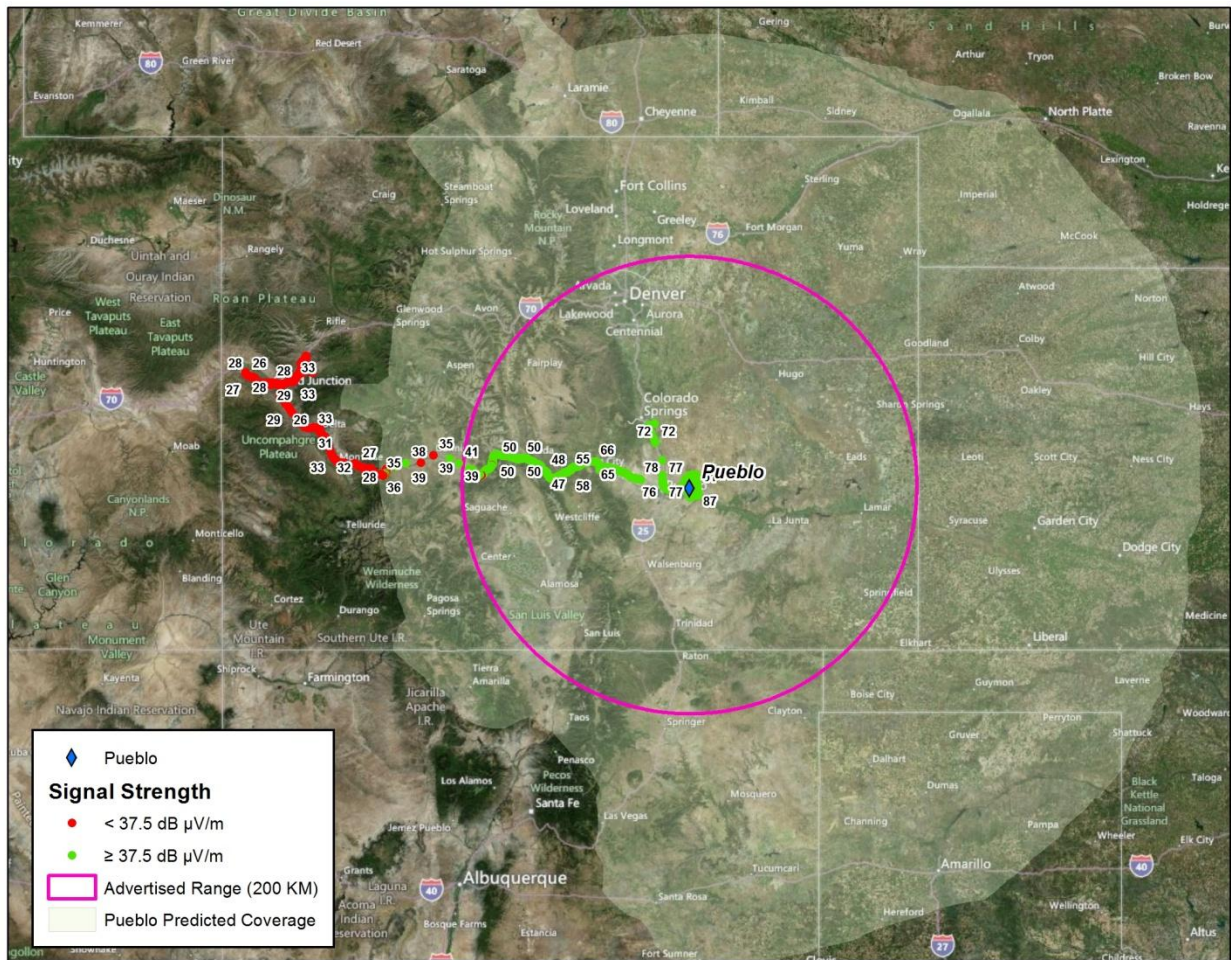 Great Divide Basin
Kemmerer
Gering
Sand Hills
Red Desert
Arthur
Tryon
80
Green River
Saratoga
Broken Bow
Evanston
Laramie
Kimball
Sidney
Ogallala
North Platte
Cheyenne
80
Ravenna
Lexington
Craig
Steamboat
Springs
Fort Collins
Sterling
Imperial
Maeser
Dinosaur
N.M.
Rocky
Mountain
N.P.
Loveland
Greeley
Holdrege
Duchesne
Rangely
Hot Sulphur Springs
Longmont
76
Fort Morgan
Yuma
Wray
McCook
Uintah and
Ouray Indian
Reservation
Roan Plateau
Atwood
Norton
Price
West
Tavaputs
Plateau
East
Tavaputs
Plateau
Rifle
Glenwood
Springs
Avon
70
Denver
Lakewood
Aurora
Centennial
Colby
Goodland
Hill City
Huntington
Castle
Valley
28
26
28
33
Aspen
Fairplay
Hugo
Oakley
27
28
29
33
70
Colorado
Springs
Sharon Springs
Hays
29
26
33
Moab
Uncompahgre
Plateau
31
33
32
27
28
35
36
38
39
35
39
41
39
50
50
50
50
48
47
55
58
66
65
72
72
78
77
76
77
87
Pueblo
Eads
Leoti
Scott City
Ness City
Saguache
Westcliffe
25
La Junta
Lamar
Syracuse
Garden City
Canyonlands
N.P.
Telluride
Monticello
Dodge City
Center
Walsenburg
Glen
Canyon
Blanding
Weminuche
Wilderness
Alamosa
Ulysses
Cortez
Durango
Pagosa
Springs
San Luis Valley
Springfield
Medicine
Monument
Valley
Ute
Mountain
I.R.
Southern Ute I.R.
San Luis
Trinidad
Elkhart
Liberal
Kayenta
Shiprock
Farmington
Tierra
Amarilla
Raton
Boise City
Guymon
Laverne
Navajo Indian Reservation
Jicarilla
Apache
I.R.
Taos
Springer
Clayton
Perryton
Woodward
Gruver
Shattuck
Penasco
Dalhart
Los Alamos
Pecos
Wilderness
Dumas
Black
Kettle
National
Grassland
Taloga
Mosquero
Santa Fe
Las Vegas
Channing
Pampa
Jemez Pueblo
Wheeler
Elk City
Grants
Laguna
I.R.
40
Albuquerque
Tucumcari
Amarillo
40
Acoma
Indian
Reservation
Santa Rosa
Hereford
Wellington
Bosque Farms
Estancia
27
Altus
Fort Sumner
Clovis
Childress
Pueblo
Signal Strength
< 37.5 dB µV/m
≥ 37.5 dB µV/m
Advertised Range (200 KM)
Pueblo Predicted Coverage